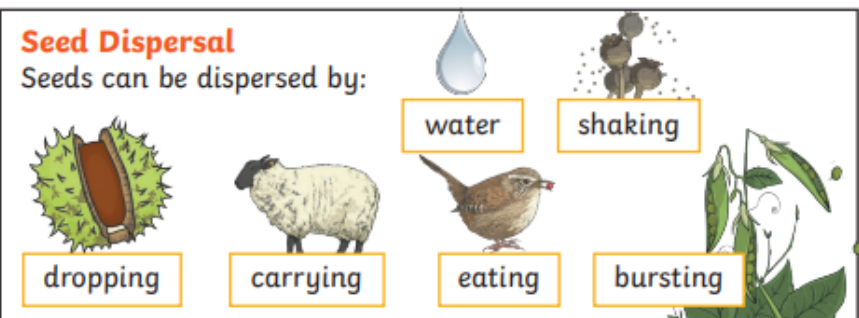 Seed Dispersal
Seeds can be dispersed by:
water
shaking
dropping
carrying
eating
bursting